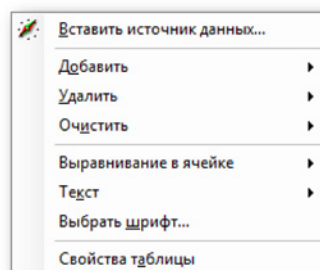 Вставить источник данных...
Добавить
Удалить
Очистить
Выравнивание в ячейке
Текст
Выбрать шрифт...
Свойства таблицы